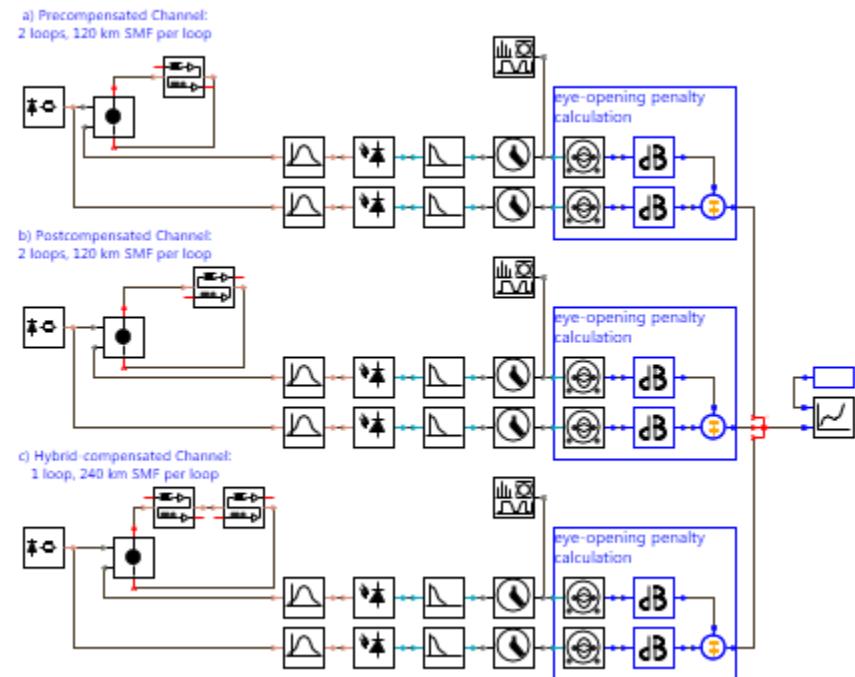 a) Precompensated Channel:
2 loops, 120 km SMF per loop
eye-opening penalty
calculation
dB
dB
b) Postcompensated Channel:
2 loops, 120 km SMF per loop
eye-opening penalty
calculation
dB
dB
c) Hybrid-compensated Channel:
1 loop, 240 km SMF per loop
eye-opening penalty
calculation
dB
dB